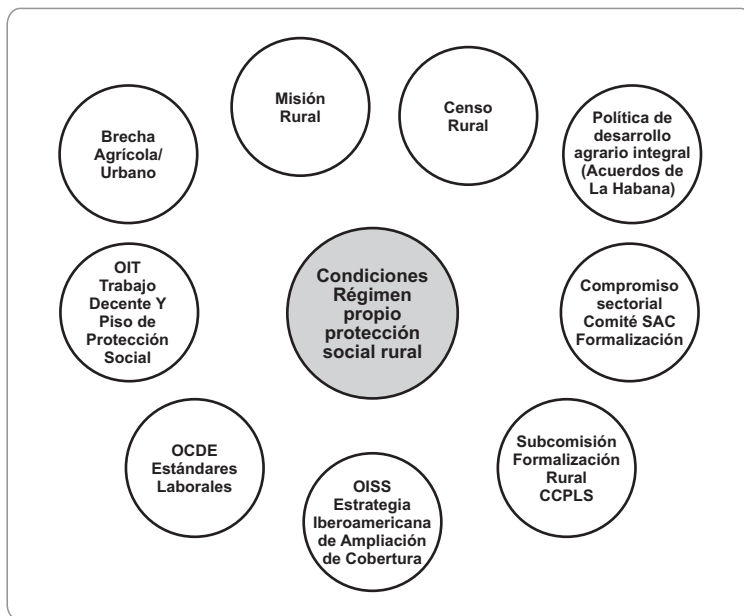 Misión
Rural
Censo
Rural
Brecha
Agrícola/
Urbano
Política de
desarrollo
agrario integral
(Acuerdos de
La Habana)
OIT
Trabajo
Decente Y
Piso de
Protección
Social
Condiciones
Régimen
propio
protección
social rural
Compromiso
sectorial
Comité SAC
Formalización
OCDE
Estándares
Laborales
OISS
Estrategia
Iberoamericana
de Ampliación
de Cobertura
Subcomisión
Formalización
Rural
CCPLS